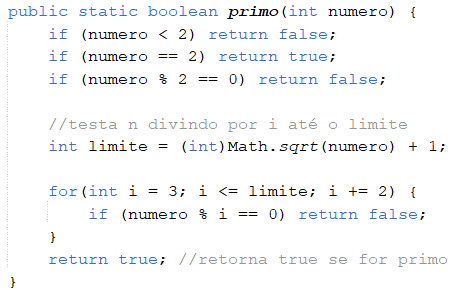 public static boolean primo(int numero) {
    if (numero < 2) return false;
    if (numero == 2) return true;
    if (numero % 2 == 0) return false;

    //testa n divindo por i até o limite
    int limite = (int)Math.sqrt(numero) + 1;

    for(int i = 3; i <= limite; i += 2) {
        if (numero % i == 0) return false;
    }
    return true; //retorna true se for primo
}